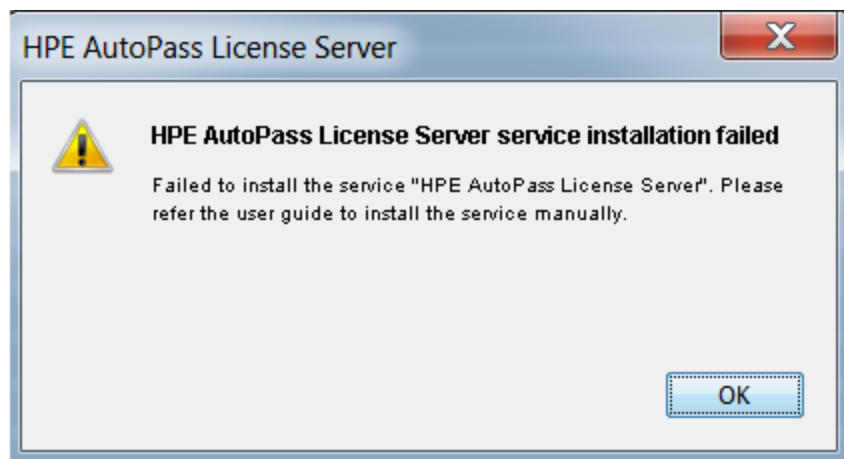 HPE AutoPass License Server
HPE AutoPass License Server service installation failed
Failed to install the service "HPE AutoPass License Server". Please
refer the user guide to install the service manually.
OK